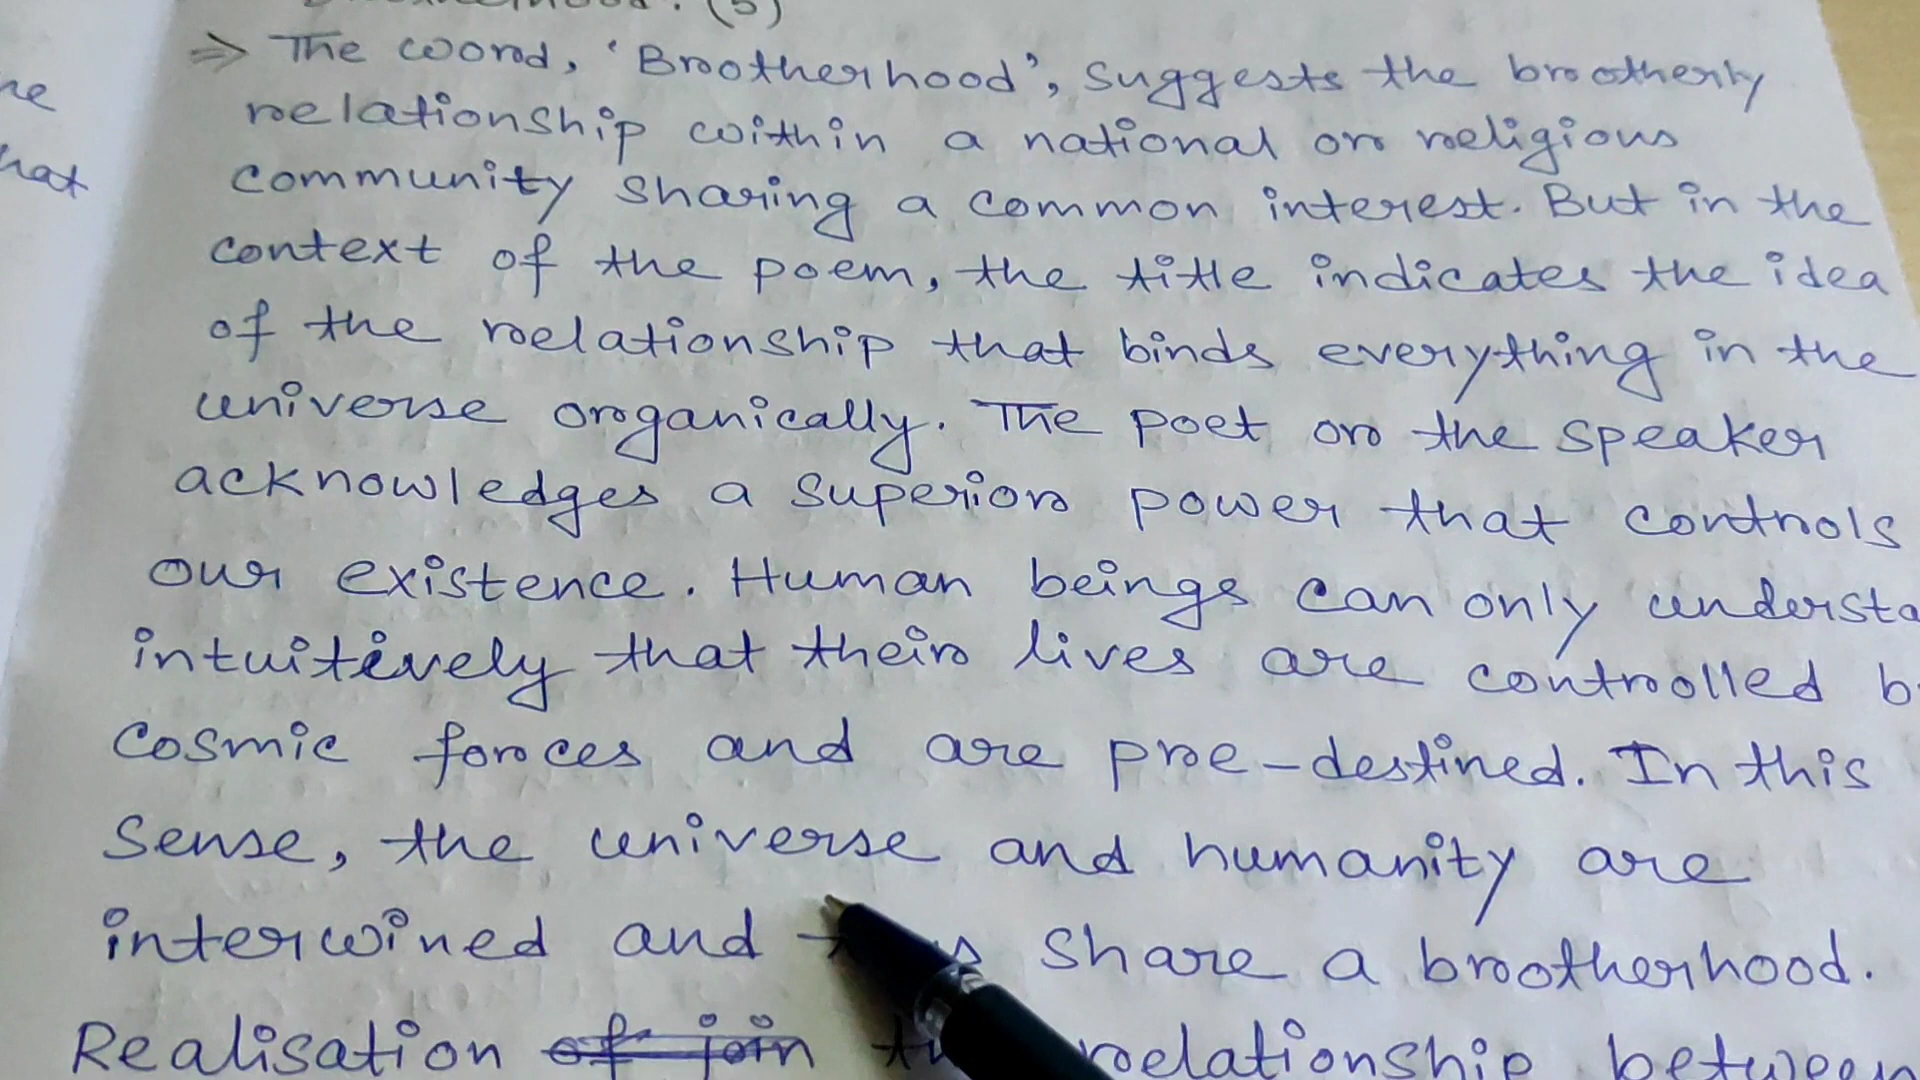 (5)
⇒ The word, 'Brotherhood', suggests the brotherly
relationship within a national or religious
community sharing a common interest. But in the
context of the poem, the title indicates the idea
of the relationship that binds everything in the
universe organically. The poet or the speaker
acknowledges a superior power that controls
our existence. Human beings can only understa
intuitively that their lives are controlled b
cosmic forces and are pre-destined. In this
sense, the universe and humanity are
interwined and share a brotherhood.
Realisation of join relationship between